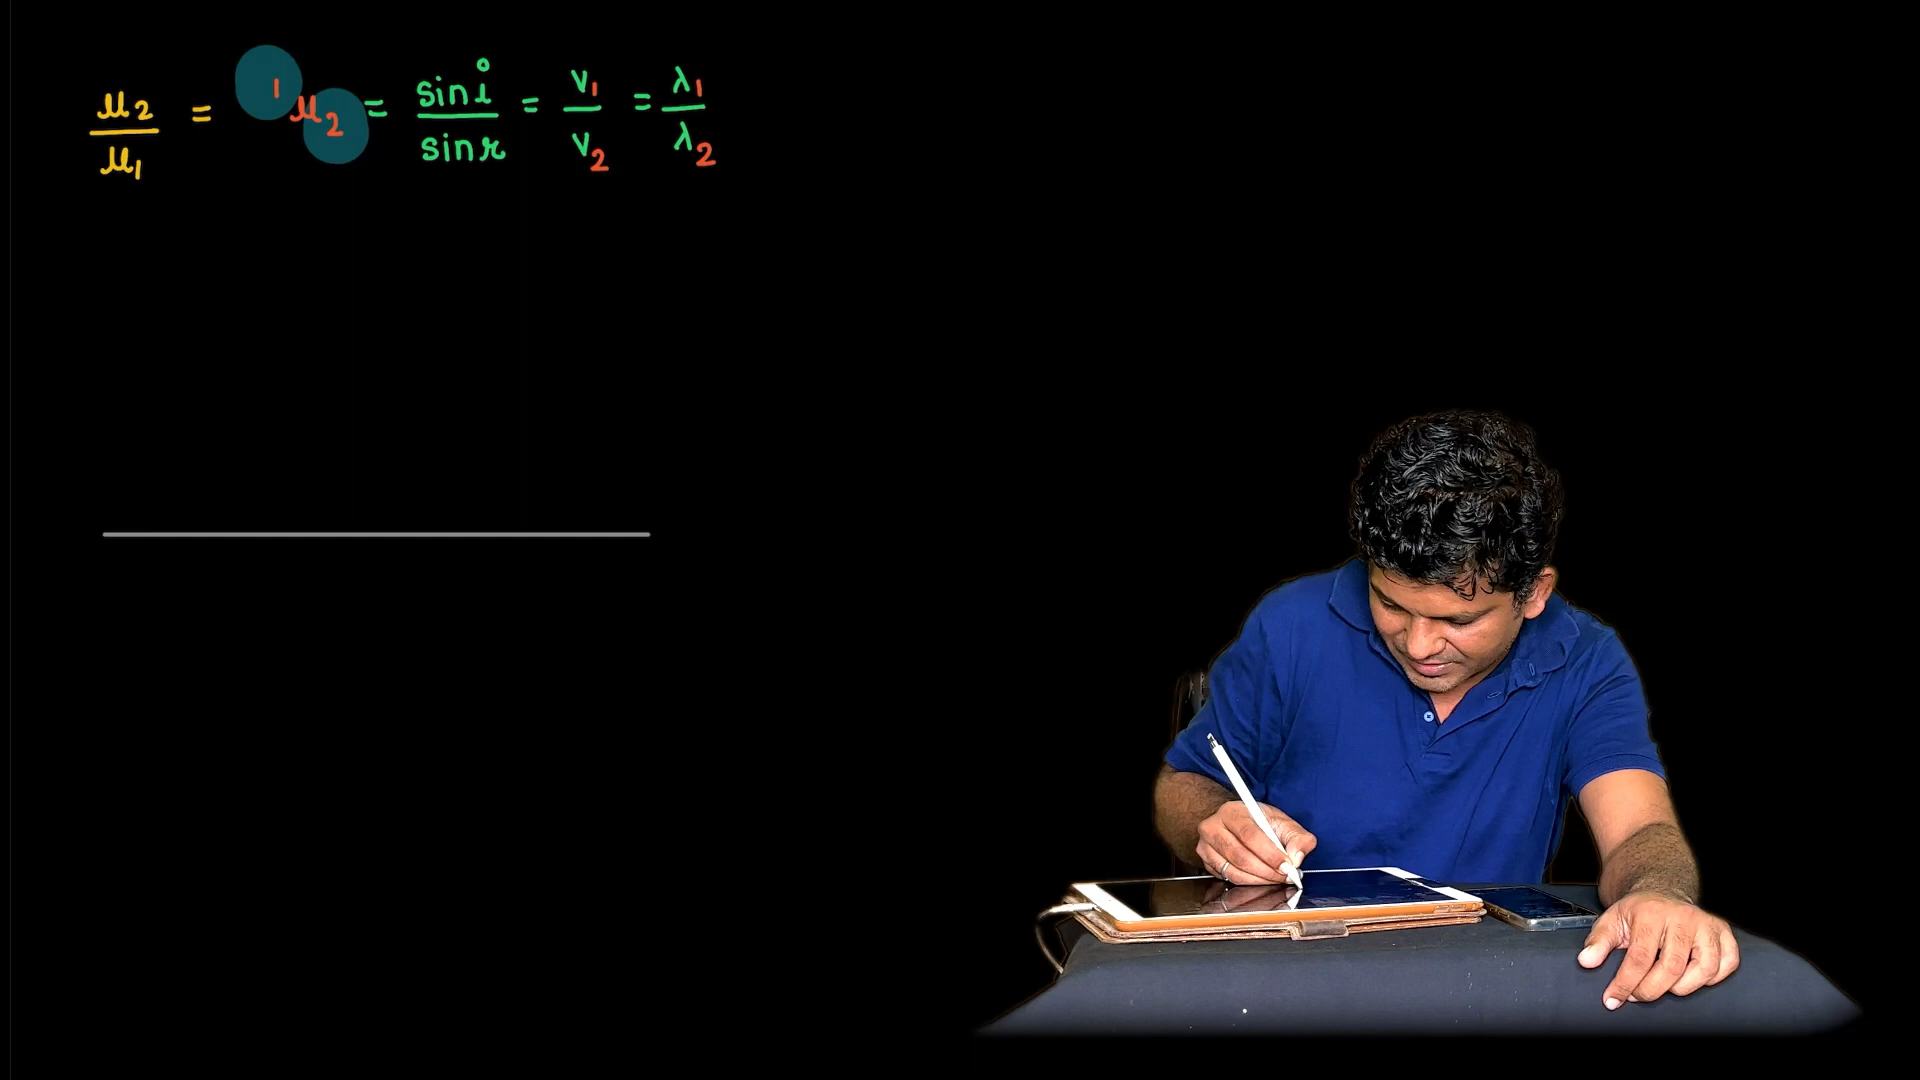 μ₂/μ₁ = ¹μ₂ = sin i/sin r = v₁/v₂ = λ₁/λ₂